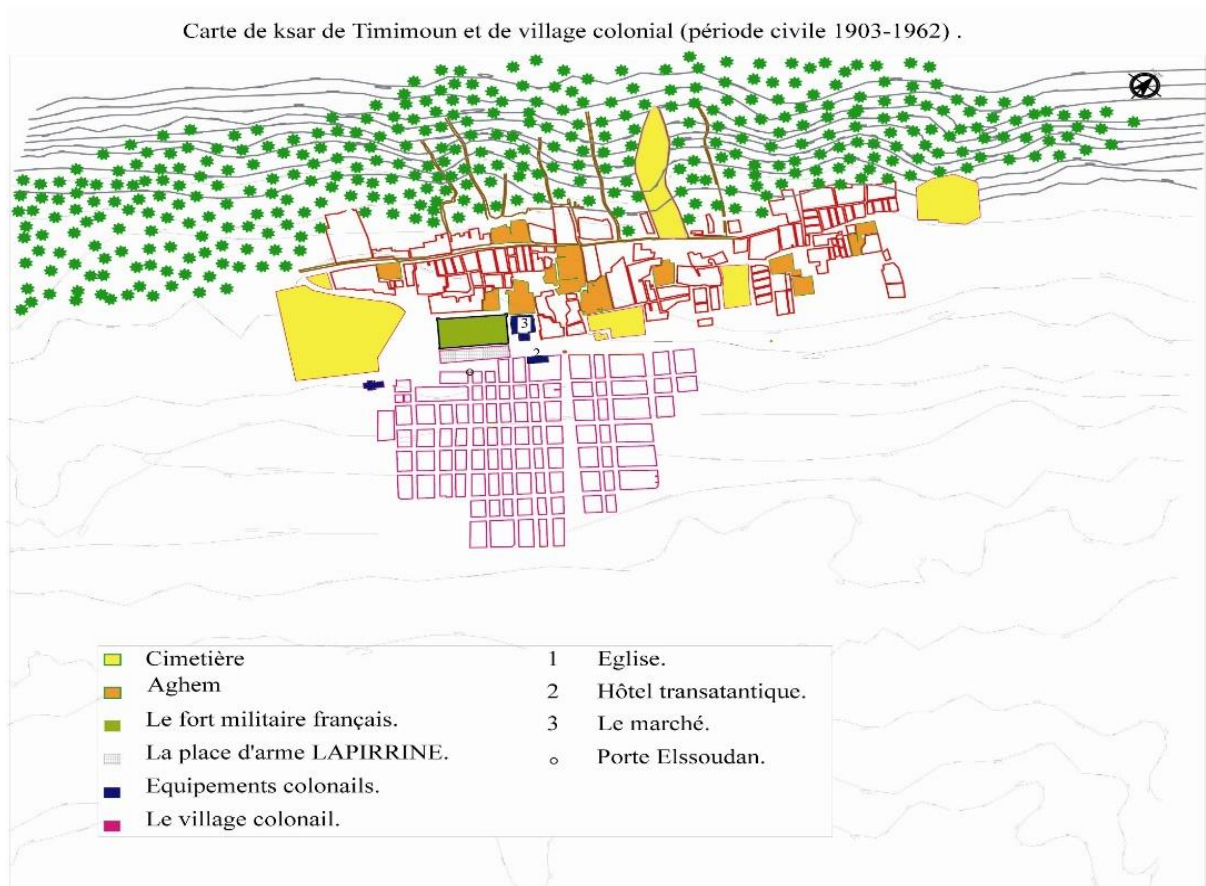 Carte de ksar de Timimoun et de village colonial (période civile 1903-1962) .
3
2
Cimetière
Aghem
Le fort militaire français.
La place d'arme LAPIRRINE.
Equipements colonails.
Le village colonail.
1 Eglise.
2 Hôtel transatantique.
3 Le marché.
Porte Elssoudan.